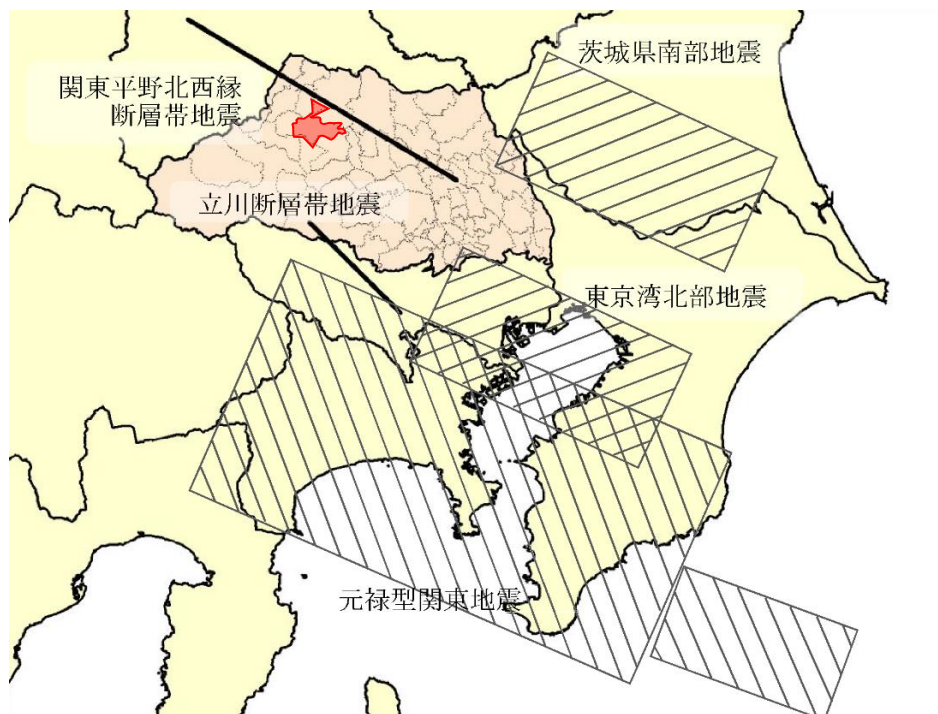 茨城県南部地震
関東平野北西縁
断層帯地震
立川断層帯地震
東京湾北部地震
元禄型関東地震